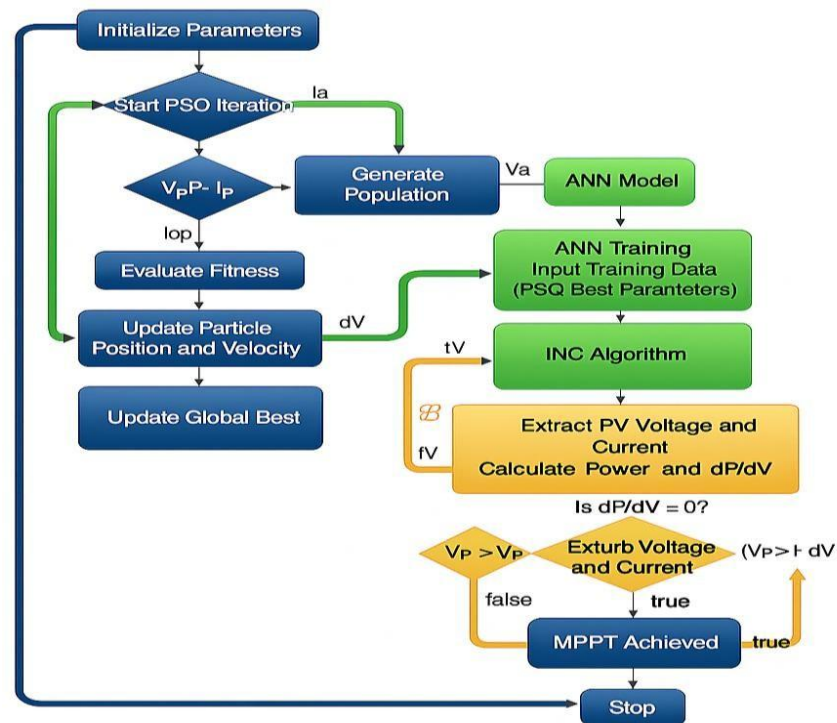 Initialize Parameters
Start PSO Iteration
Ia
VPP- IP
Generate
Population
Va
ANN Model
Iop
Evaluate Fitness
ANN Training
Input Training Data
(PSQ Best Paranteters)
Update Particle
Position and Velocity
dV
tV
INC Algorithm
Update Global Best
fV
Extract PV Voltage and
Current
Calculate Power and dP/dV
Is dP/dV = 0?
VP > VP
Exturb Voltage
and Current
(VP>⊦ dV
false
true
MPPT Achieved
true
Stop